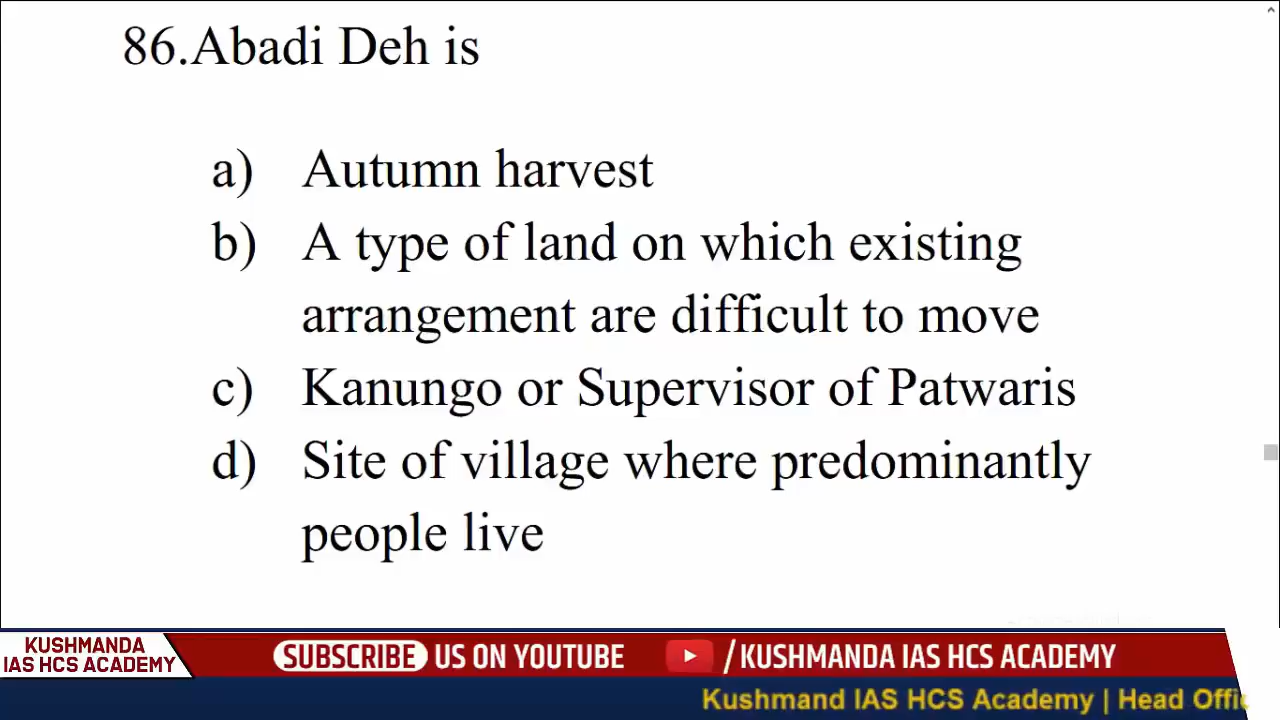 86.Abadi Deh is
a) Autumn harvest
b) A type of land on which existing
arrangement are difficult to move
c) Kanungo or Supervisor of Patwaris
d) Site of village where predominantly
people live
KUSHMANDA
IAS HCS ACADEMY
SUBSCRIBE US ON YOUTUBE /KUSHMANDA IAS HCS ACADEMY
Kushmand IAS HCS Academy | Head Offic